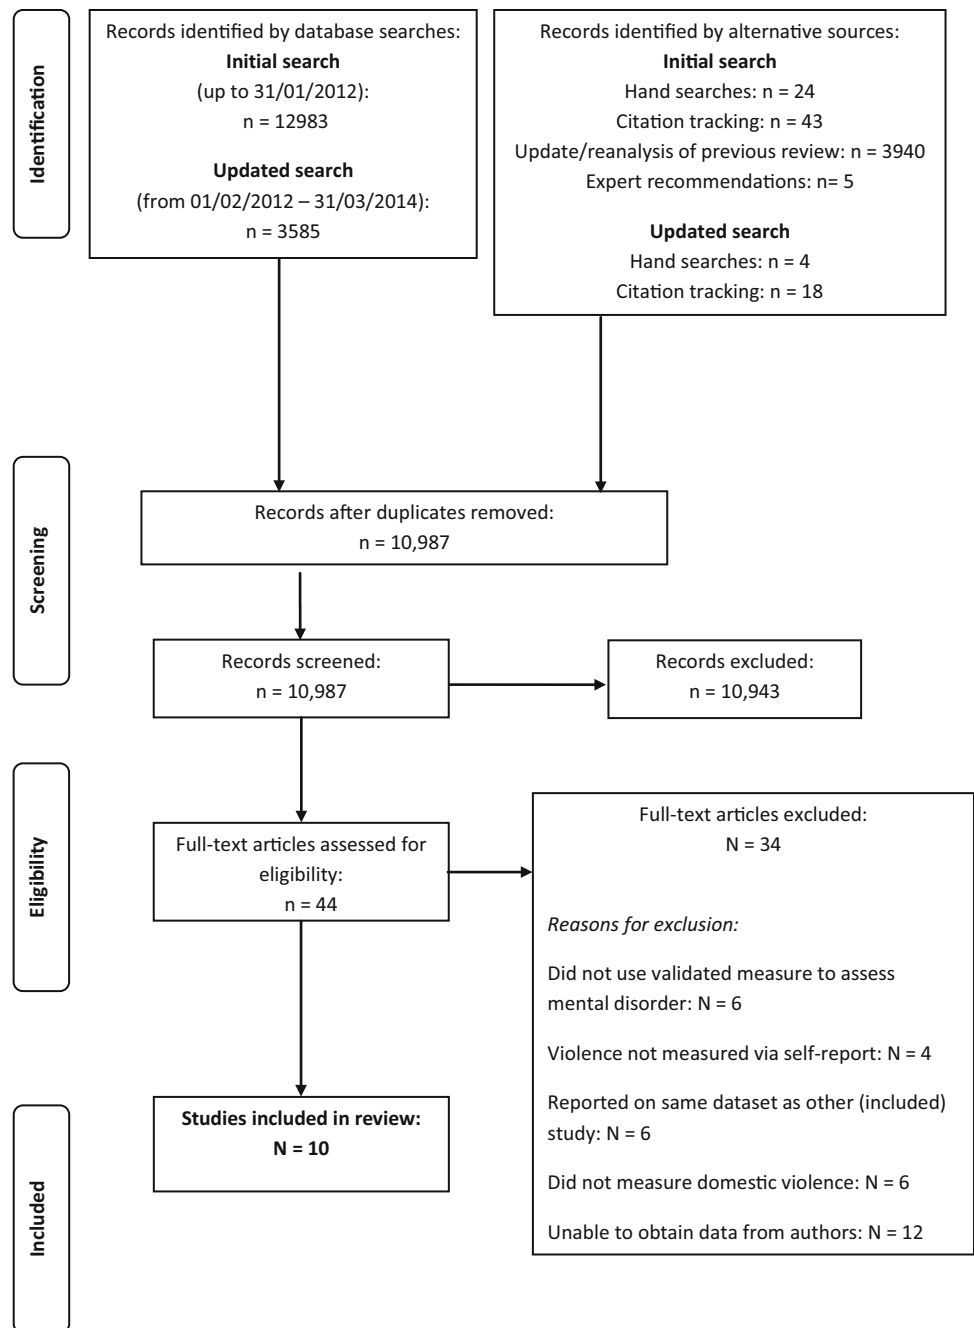 Identification
Records identified by database searches:
Initial search
(up to 31/01/2012):
n = 12983
Updated search
(from 01/02/2012 – 31/03/2014):
n = 3585
Records identified by alternative sources:
Initial search
Hand searches: n = 24
Citation tracking: n = 43
Update/reanalysis of previous review: n = 3940
Expert recommendations: n= 5
Updated search
Hand searches: n = 4
Citation tracking: n = 18
Screening
Records after duplicates removed:
n = 10,987
Records screened:
n = 10,987
Records excluded:
n = 10,943
Eligibility
Full-text articles assessed for
eligibility:
n = 44
Full-text articles excluded:
N = 34
Reasons for exclusion:
Did not use validated measure to assess
mental disorder: N = 6
Violence not measured via self-report: N = 4
Reported on same dataset as other (included)
study: N = 6
Did not measure domestic violence: N = 6
Unable to obtain data from authors: N = 12
Included
Studies included in review:
N = 10